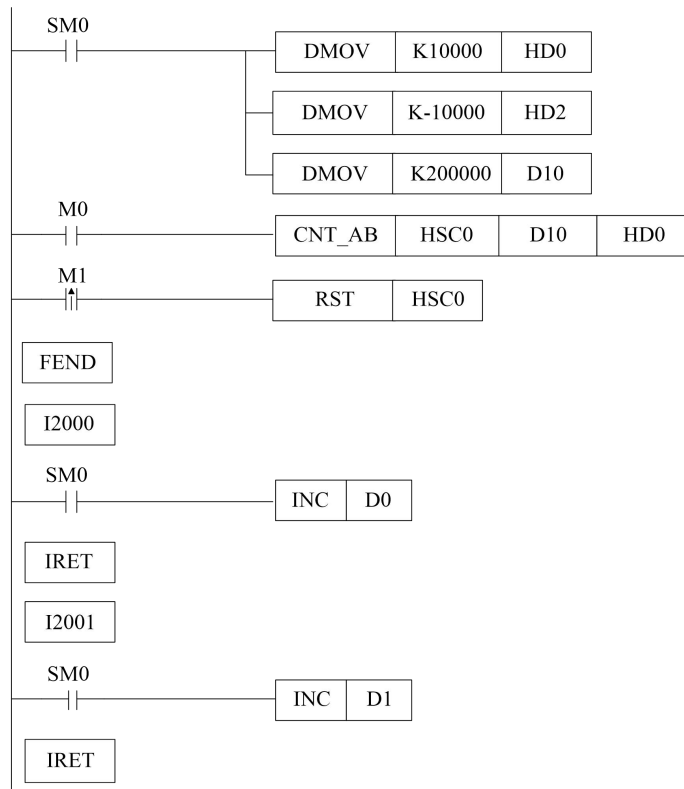 SM0
DMOV K10000 HD0
DMOV K-10000 HD2
DMOV K200000 D10
M0
CNT_AB HSC0 D10 HD0
M1
RST HSC0
FEND
I2000
SM0
INC D0
IRET
I2001
SM0
INC D1
IRET